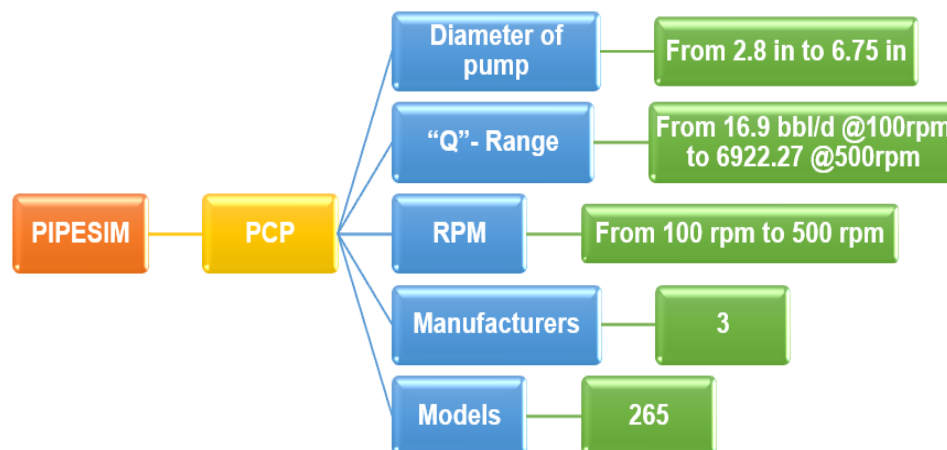 PIPESIM
PCP
Diameter of
pump
From 2.8 in to 6.75 in
“Q”- Range
From 16.9 bbl/d @100rpm
to 6922.27 @500rpm
RPM
From 100 rpm to 500 rpm
Manufacturers
3
Models
265